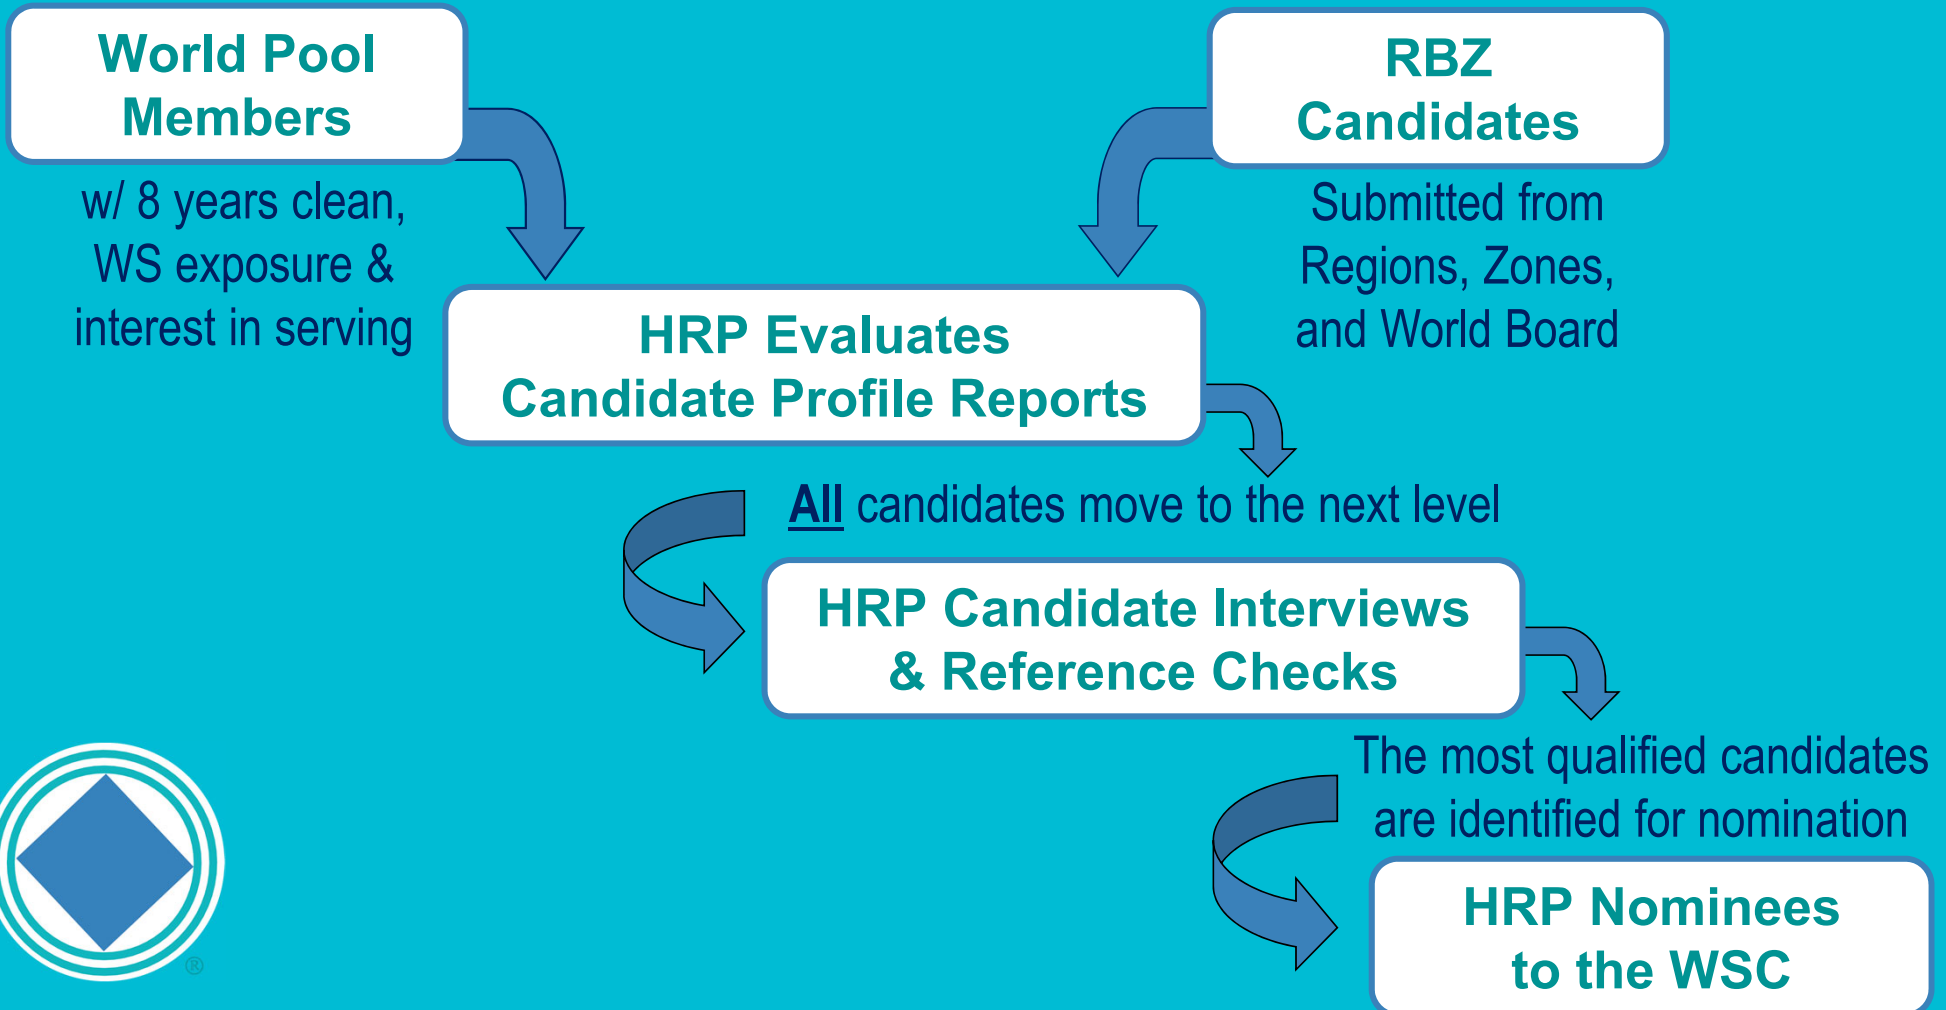 World Pool
Members
w/ 8 years clean,
WS exposure &
interest in serving
RBZ
Candidates
Submitted from
Regions, Zones,
and World Board
HRP Evaluates
Candidate Profile Reports
All candidates move to the next level
HRP Candidate Interviews
& Reference Checks
The most qualified candidates
are identified for nomination
HRP Nominees
to the WSC
®